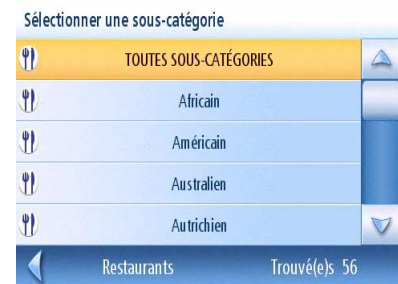 Sélectionner une sous-catégorie
TOUTES SOUS-CATÉGORIES
Africain
Américain
Australien
Autrichien
Restaurants Trouvé(e)s 56